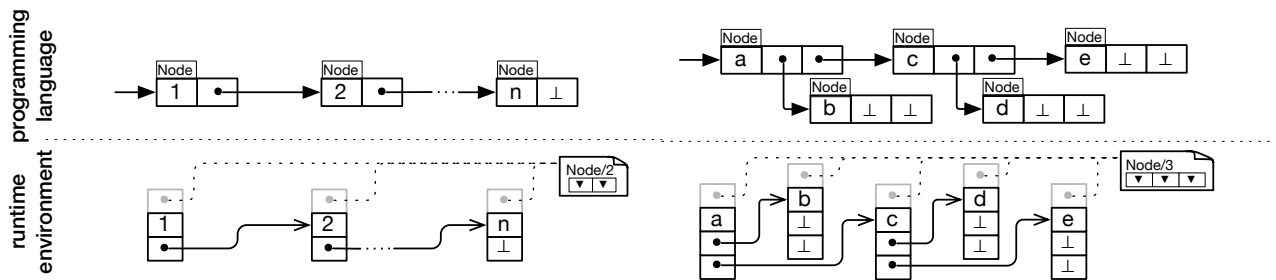 programming
language
Node
1
Node
2
Node
n ⊥
Node
a
Node
c
Node
e ⊥ ⊥
Node
b ⊥ ⊥
Node
d ⊥ ⊥
runtime
environment
Node/2
▼ ▼
1
2
n
⊥
Node/3
▼ ▼ ▼
a
b
⊥
⊥
c
d
⊥
⊥
e
⊥
⊥